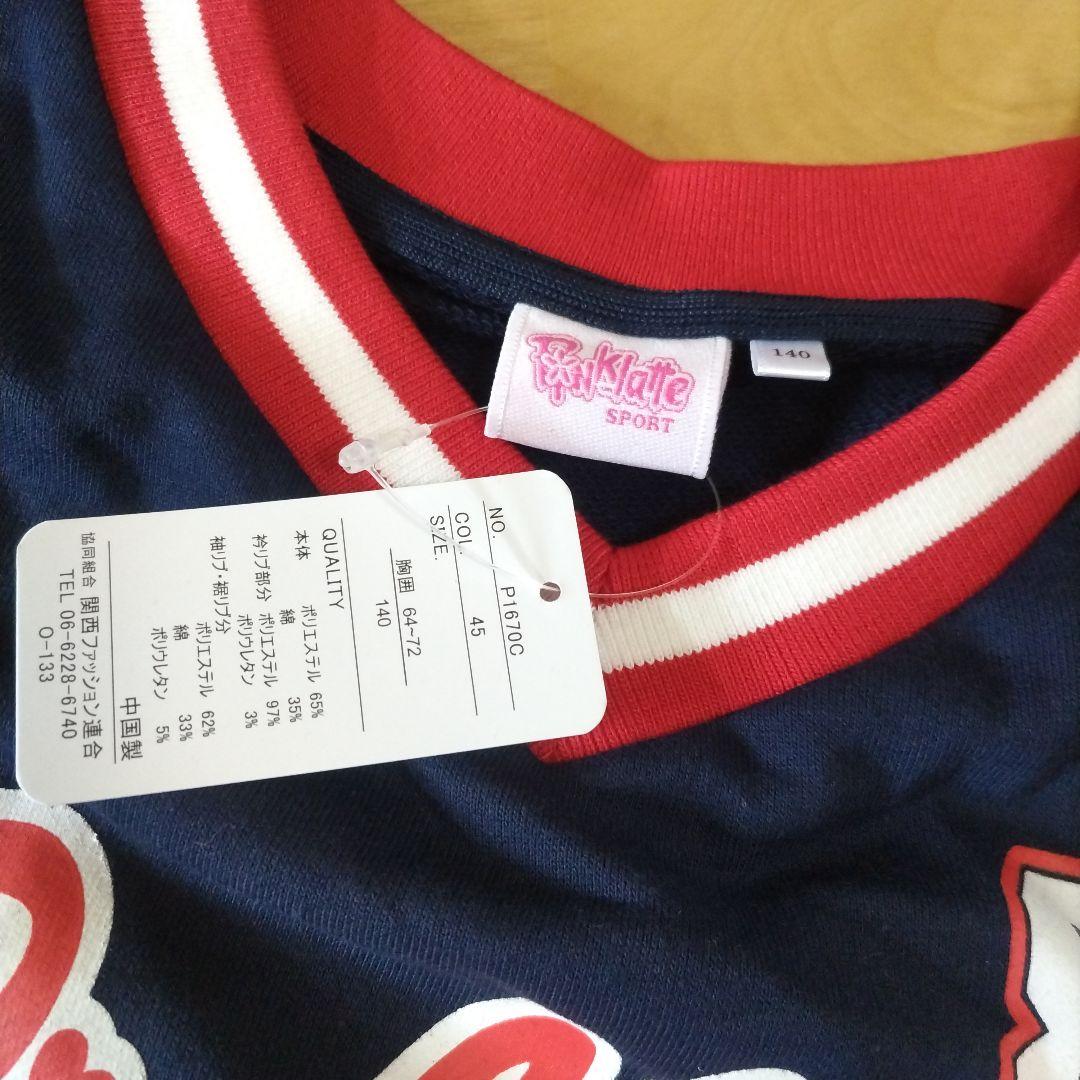 Pink-latte
SPORT
140
NO. P1670C
COL. 45
SIZE.
胸囲 64~72
140
QUALITY
本体 ポリエステル 65%
綿 35%
衿リブ部分 ポリエステル 97%
ポリウレタン 3%
袖リブ・裾リブ分
ポリエステル 62%
綿 33%
ポリウレタン 5%
中国製
協同組合 関西ファッション連合
TEL 06-6228-6740
O-133